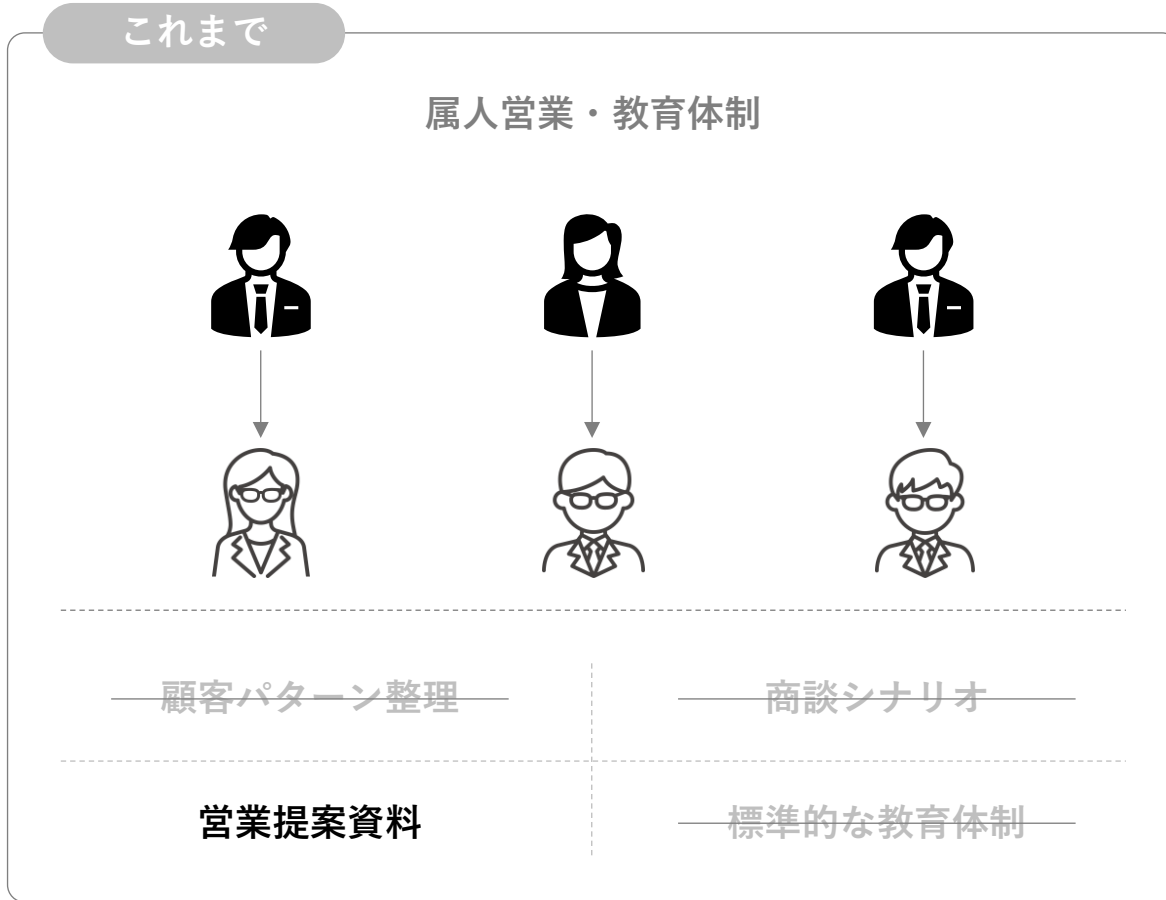 これまで
属人営業・教育体制
顧客パターン整理
商談シナリオ
営業提案資料
標準的な教育体制